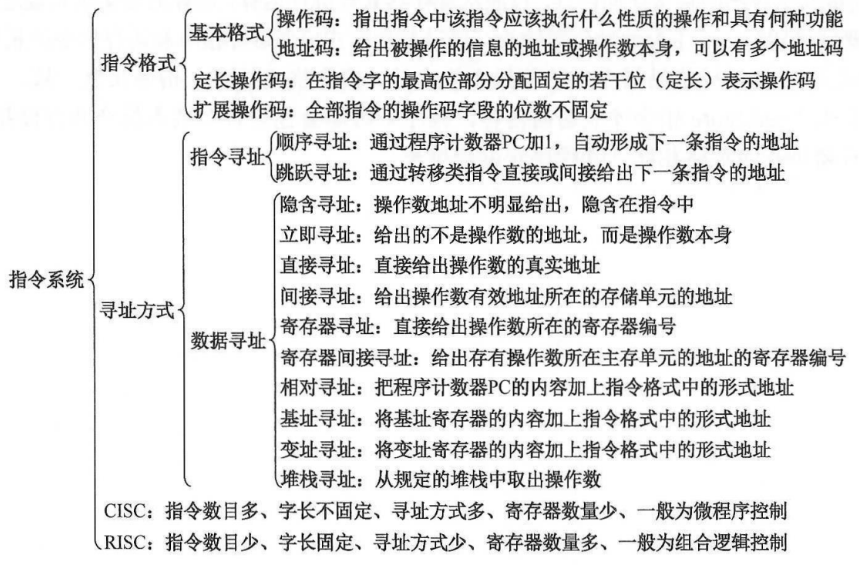 指令系统
指令格式
基本格式
操作码：指出指令中该指令应该执行什么性质的操作和具有何种功能
地址码：给出被操作的信息的地址或操作数本身，可以有多个地址码
定长操作码：在指令字的最高位部分分配固定的若干位（定长）表示操作码
扩展操作码：全部指令的操作码字段的位数不固定
寻址方式
指令寻址
顺序寻址：通过程序计数器PC加1，自动形成下一条指令的地址
跳跃寻址：通过转移类指令直接或间接给出下一条指令的地址
数据寻址
隐含寻址：操作数地址不明显给出，隐含在指令中
立即寻址：给出的不是操作数的地址，而是操作数本身
直接寻址：直接给出操作数的真实地址
间接寻址：给出操作数有效地址所在的存储单元的地址
寄存器寻址：直接给出操作数所在的寄存器编号
寄存器间接寻址：给出存有操作数所在主存单元的地址的寄存器编号
相对寻址：把程序计数器PC的内容加上指令格式中的形式地址
基址寻址：将基址寄存器的内容加上指令格式中的形式地址
变址寻址：将变址寄存器的内容加上指令格式中的形式地址
堆栈寻址：从规定的堆栈中取出操作数
CISC：指令数目多、字长不固定、寻址方式多、寄存器数量少、一般为微程序控制
RISC：指令数目少、字长固定、寻址方式少、寄存器数量多、一般为组合逻辑控制